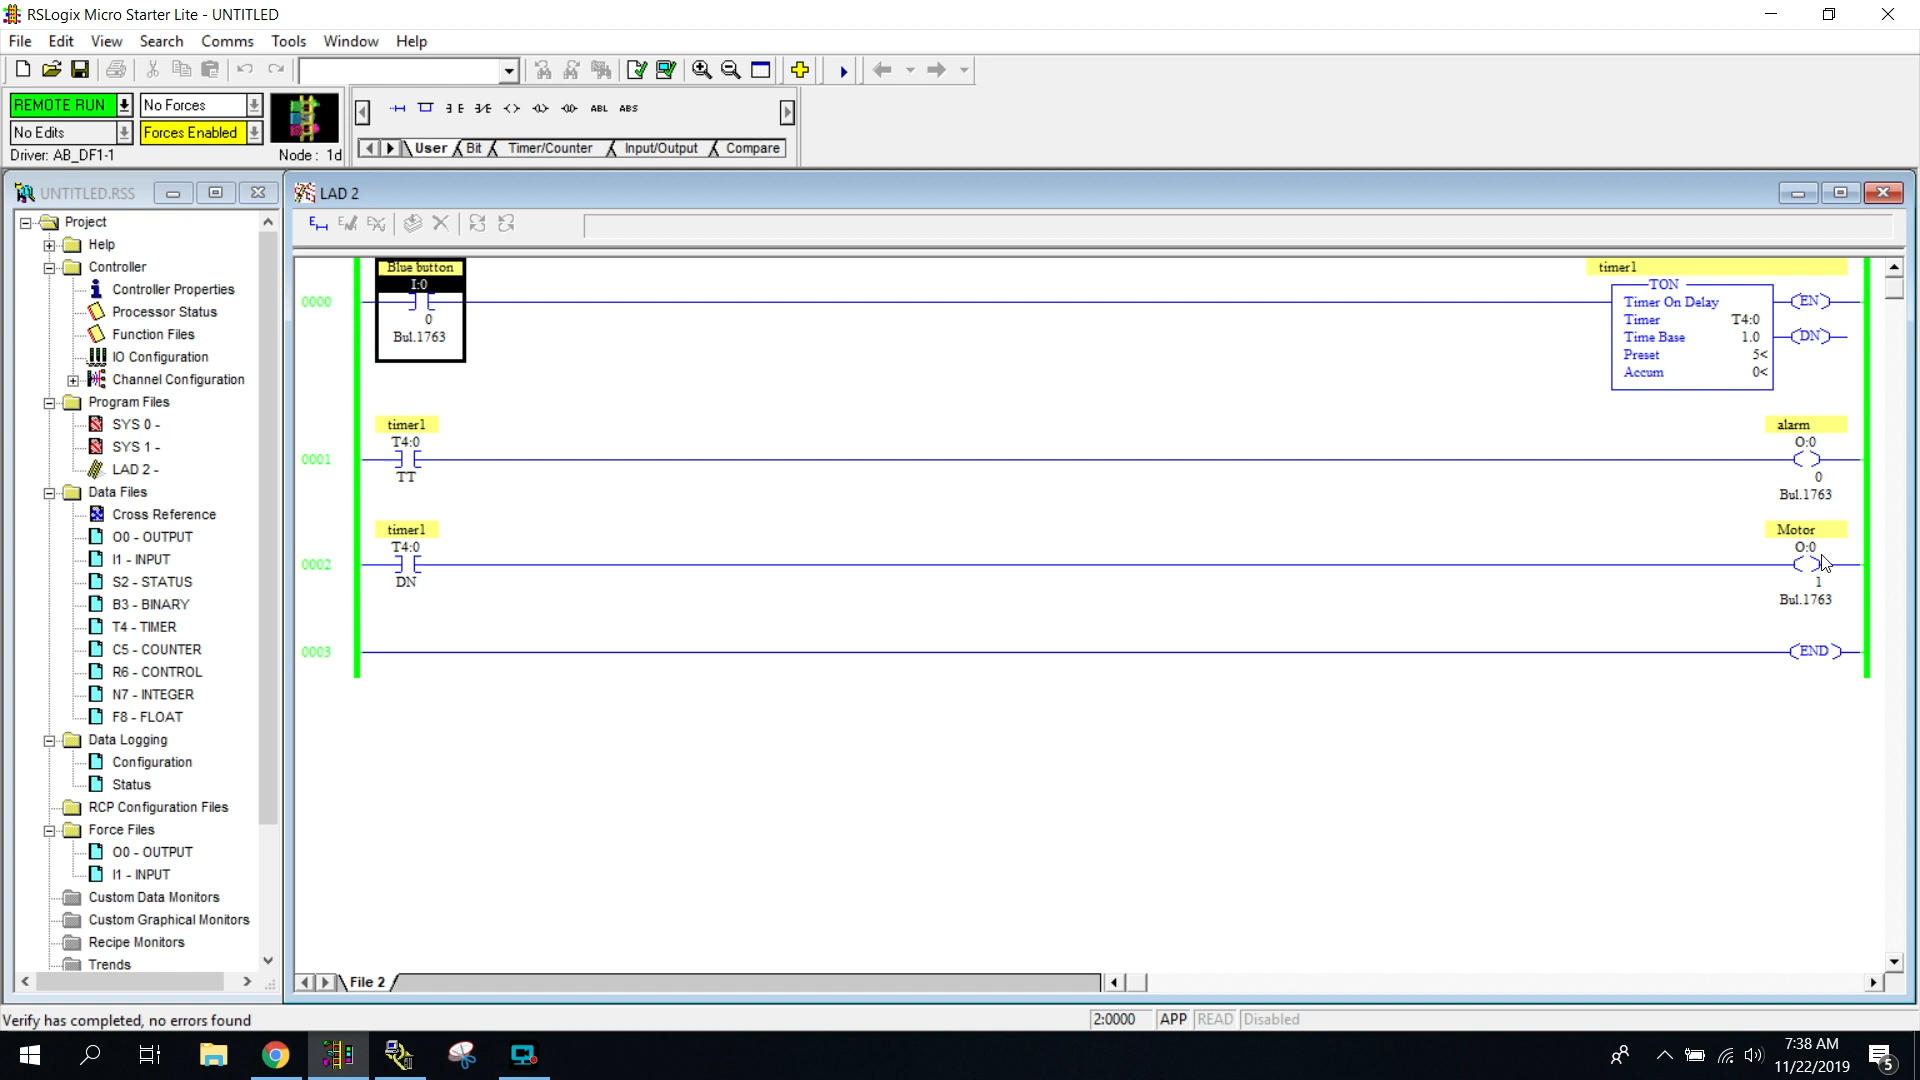 RSLogix Micro Starter Lite - UNTITLED
File Edit View Search Comms Tools Window Help
REMOTE RUN No Forces
No Edits Forces Enabled
Driver: AB_DF1-1 Node : 1d
ABL ABS
User Bit Timer/Counter Input/Output Compare
UNTITLED.RSS
Project
Help
Controller
Controller Properties
Processor Status
Function Files
IO Configuration
Channel Configuration
Program Files
SYS 0 -
SYS 1 -
LAD 2 -
Data Files
Cross Reference
O0 - OUTPUT
I1 - INPUT
S2 - STATUS
B3 - BINARY
T4 - TIMER
C5 - COUNTER
R6 - CONTROL
N7 - INTEGER
F8 - FLOAT
Data Logging
Configuration
Status
RCP Configuration Files
Force Files
O0 - OUTPUT
I1 - INPUT
Custom Data Monitors
Custom Graphical Monitors
Recipe Monitors
Trends
LAD 2
0000
Blue button
I:0
0
Bul.1763
timer1
TON
Timer On Delay
Timer T4:0
Time Base 1.0
Preset 5<
Accum 0<
EN
DN
0001
timer1
T4:0
TT
alarm
O:0
0
Bul.1763
0002
timer1
T4:0
DN
Motor
O:0
1
Bul.1763
0003
END
File 2
Verify has completed, no errors found
2:0000 APP READ Disabled
7:38 AM
11/22/2019
5